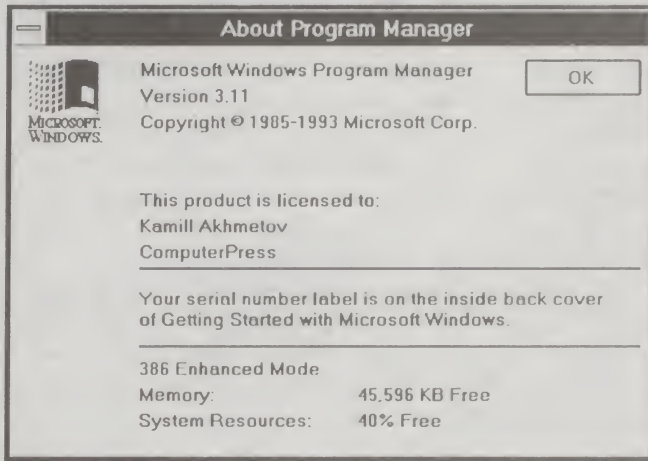 About Program Manager
MICROSOFT.
WINDOWS.
Microsoft Windows Program Manager
Version 3.11
Copyright © 1985-1993 Microsoft Corp.
OK
This product is licensed to:
Kamill Akhmetov
ComputerPress
Your serial number label is on the inside back cover
of Getting Started with Microsoft Windows.
386 Enhanced Mode
Memory: 45,596 KB Free
System Resources: 40% Free